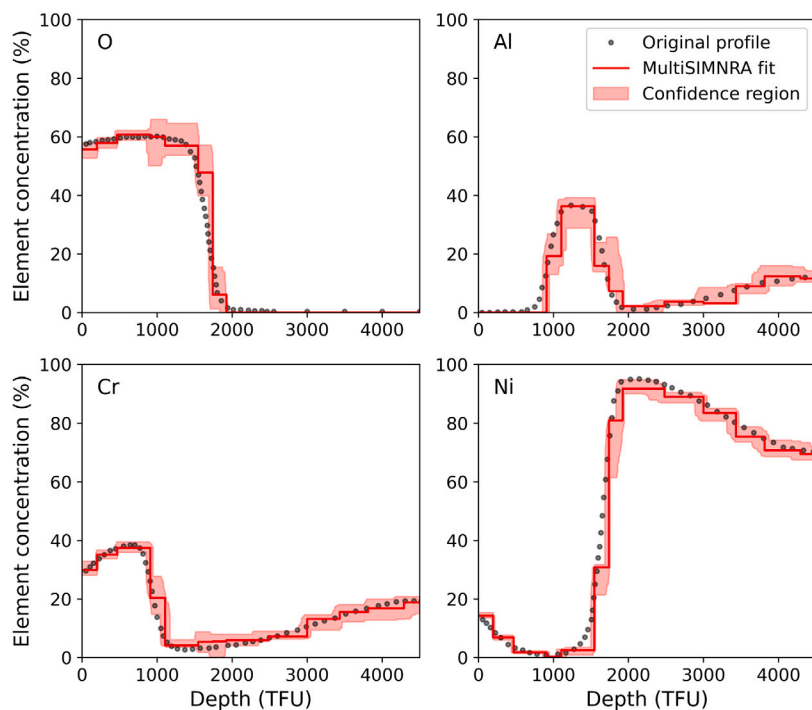 O
Al
Original profile
MultiSIMNRA fit
Confidence region
Element concentration (%)
100
80
60
40
20
0
0 1000 2000 3000 4000
100
80
60
40
20
0
0 1000 2000 3000 4000
Cr
Ni
Element concentration (%)
100
80
60
40
20
0
0 1000 2000 3000 4000
Depth (TFU)
100
80
60
40
20
0
0 1000 2000 3000 4000
Depth (TFU)